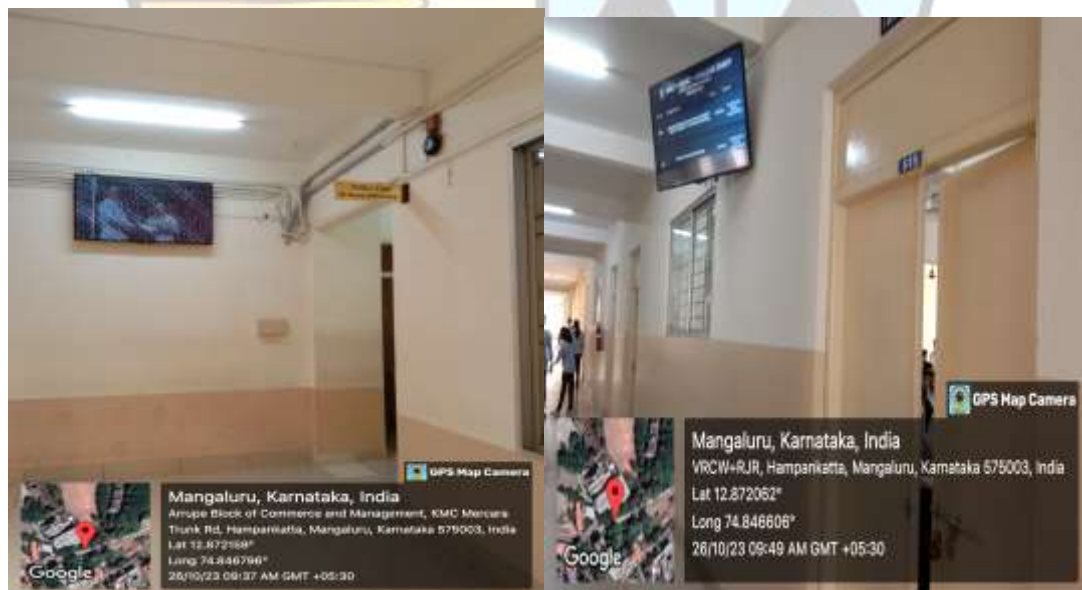 GPS Map Camera
Mangaluru, Karnataka, India
Arrupe Block of Commerce and Management, KMC Mercara
Trunk Rd, Hampankatta, Mangaluru, Karnataka 575003, India
Lat 12.872159°
Long 74.846796°
26/10/23 09:37 AM GMT +05:30
Google
GPS Map Camera
Mangaluru, Karnataka, India
VRCW+RJR, Hampankatta, Mangaluru, Karnataka 575003, India
Lat 12.872062°
Long 74.846606°
26/10/23 09:49 AM GMT +05:30
Google